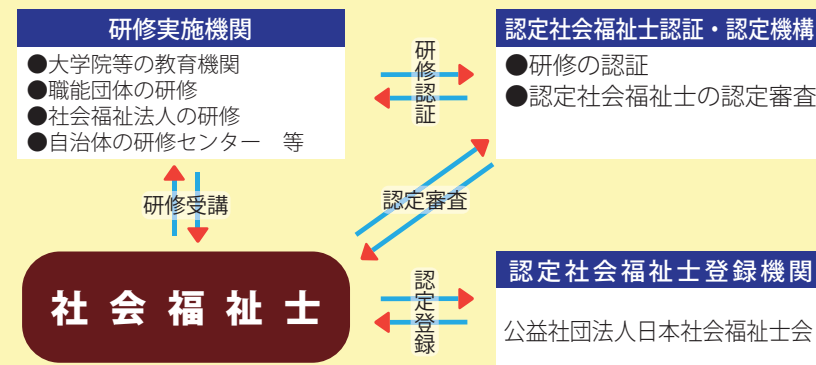 研修実施機関
●大学院等の教育機関
●職能団体の研修
●社会福祉法人の研修
●自治体の研修センター　等
研修認証
認定社会福祉士認証・認定機構
●研修の認証
●認定社会福祉士の認定審査
研修受講
認定審査
社会福祉士
認定登録
認定社会福祉士登録機関
公益社団法人日本社会福祉士会